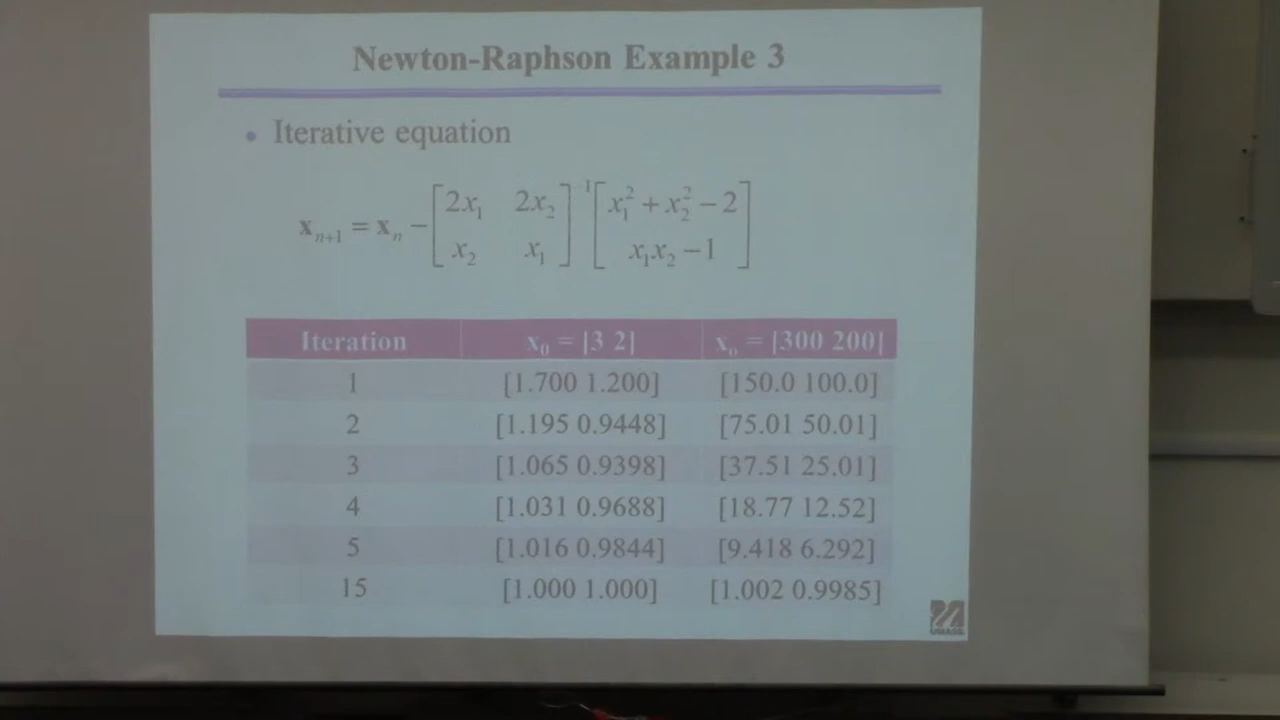 Newton-Raphson Example 3
• Iterative equation
x_{n+1} = x_n − [2x_1 2x_2; x_2 x_1]^{-1} [x_1^2 + x_2^2 − 2; x_1x_2 − 1]
Iteration x_0 = [3 2] x_o = [300 200]
1 [1.700 1.200] [150.0 100.0]
2 [1.195 0.9448] [75.01 50.01]
3 [1.065 0.9398] [37.51 25.01]
4 [1.031 0.9688] [18.77 12.52]
5 [1.016 0.9844] [9.418 6.292]
15 [1.000 1.000] [1.002 0.9985]